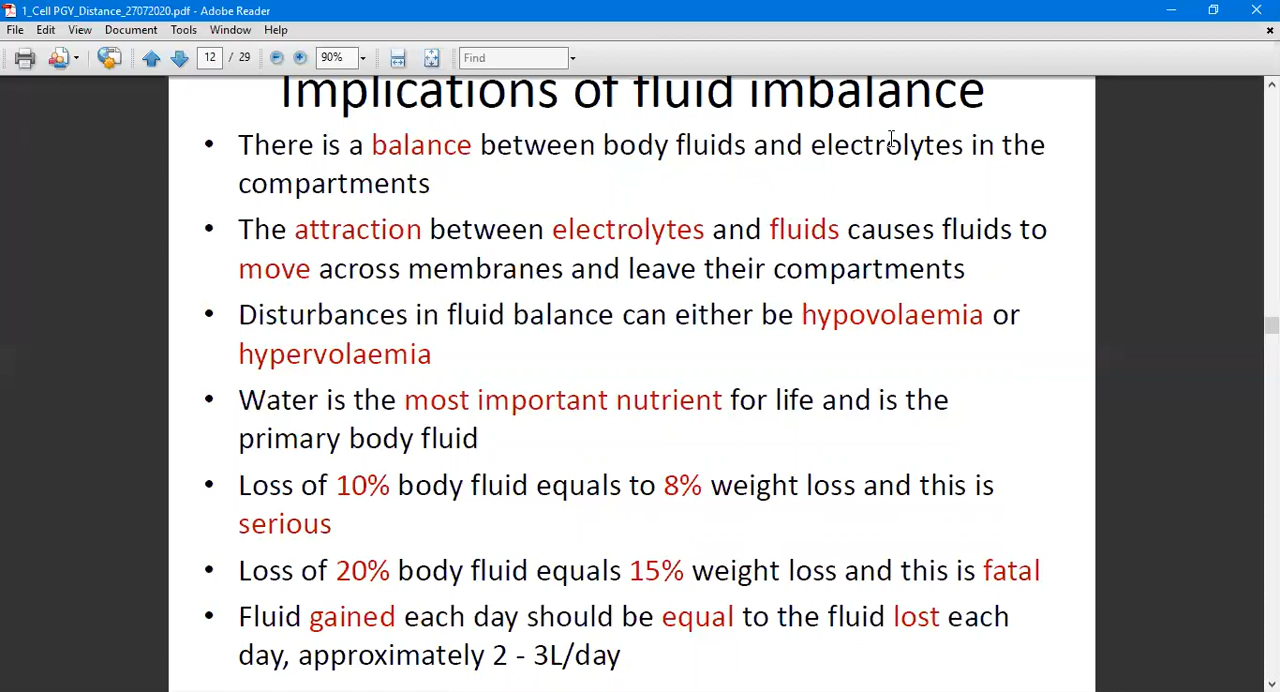 1_Cell PGY_Distance_27072020.pdf - Adobe Reader
File Edit View Document Tools Window Help
12 / 29 90% Find
Implications of fluid imbalance
• There is a balance between body fluids and electrolytes in the
compartments
• The attraction between electrolytes and fluids causes fluids to
move across membranes and leave their compartments
• Disturbances in fluid balance can either be hypovolaemia or
hypervolaemia
• Water is the most important nutrient for life and is the
primary body fluid
• Loss of 10% body fluid equals to 8% weight loss and this is
serious
• Loss of 20% body fluid equals 15% weight loss and this is fatal
• Fluid gained each day should be equal to the fluid lost each
day, approximately 2 - 3L/day